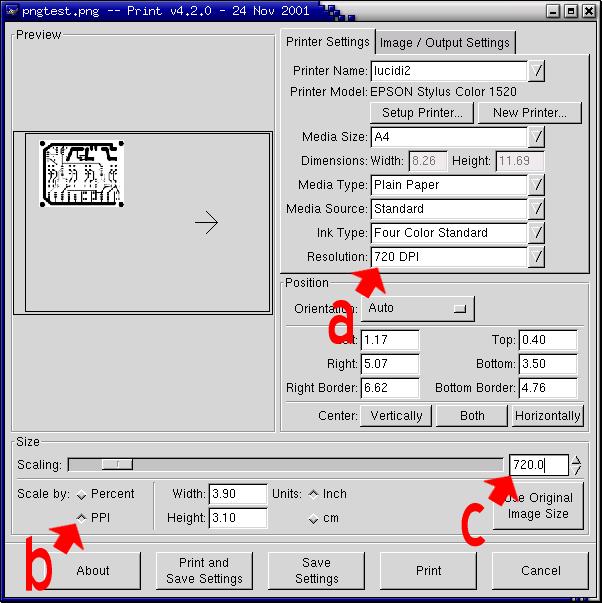 pngtest.png -- Print v4.2.0 - 24 Nov 2001
Preview
Printer Settings
Image / Output Settings
Printer Name: lucidi2
Printer Model: EPSON Stylus Color 1520
Setup Printer...
New Printer...
Media Size: A4
Dimensions: Width: 8.26 Height: 11.69
Media Type: Plain Paper
Media Source: Standard
Ink Type: Four Color Standard
Resolution: 720 DPI
a
Position
Orientation: Auto
1.17 Top: 0.40
Right: 5.07 Bottom: 3.50
Right Border: 6.62 Bottom Border: 4.76
Center: Vertically Both Horizontally
Size
Scaling: 720.0
Scale by: Percent Width: 3.90 Units: Inch
PPI Height: 3.10 cm
Use Original
Image Size
b
c
About
Print and
Save Settings
Save
Settings
Print
Cancel